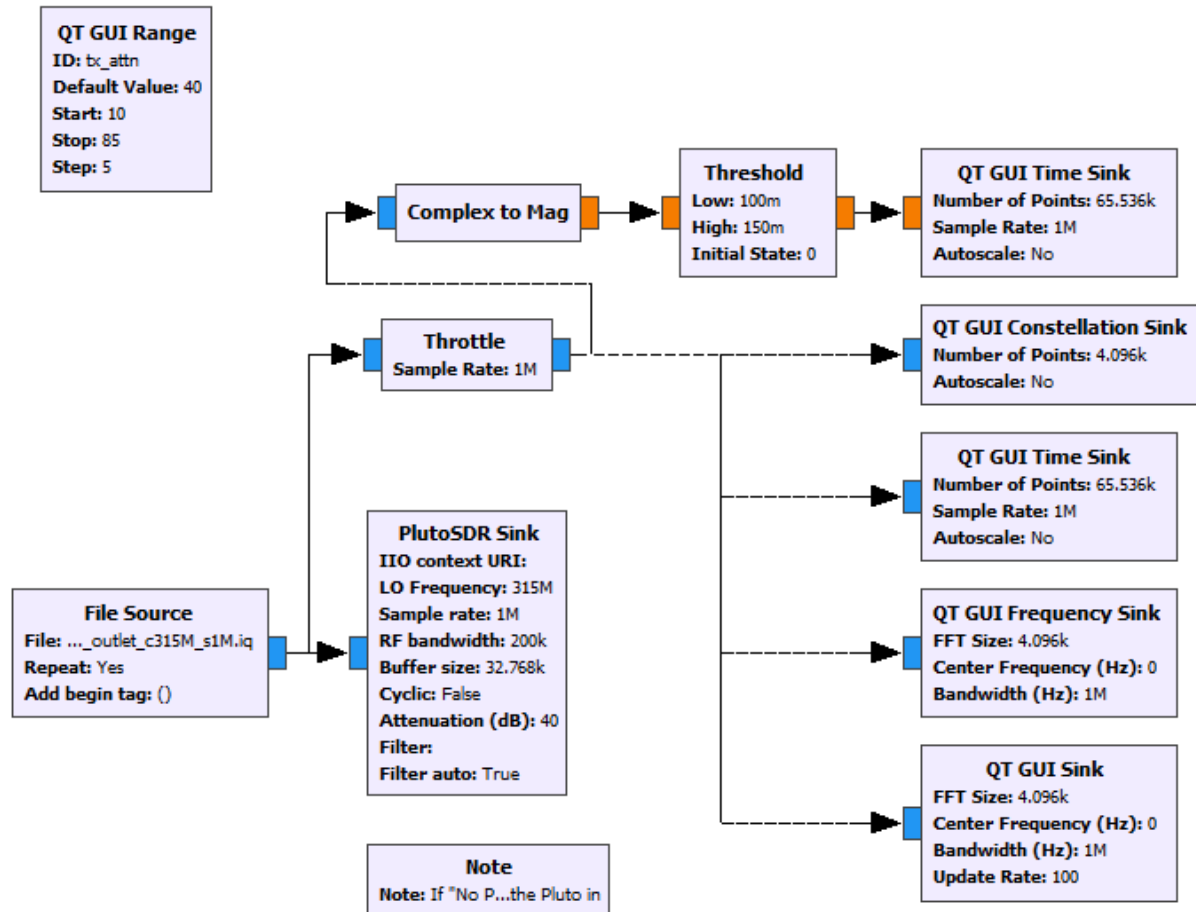 QT GUI Range
ID: tx_attn
Default Value: 40
Start: 10
Stop: 85
Step: 5
Complex to Mag
Threshold
Low: 100m
High: 150m
Initial State: 0
QT GUI Time Sink
Number of Points: 65.536k
Sample Rate: 1M
Autoscale: No
Throttle
Sample Rate: 1M
QT GUI Constellation Sink
Number of Points: 4.096k
Autoscale: No
QT GUI Time Sink
Number of Points: 65.536k
Sample Rate: 1M
Autoscale: No
File Source
File: ..._outlet_c315M_s1M.iq
Repeat: Yes
Add begin tag: ()
PlutoSDR Sink
IIO context URI:
LO Frequency: 315M
Sample rate: 1M
RF bandwidth: 200k
Buffer size: 32.768k
Cyclic: False
Attenuation (dB): 40
Filter:
Filter auto: True
QT GUI Frequency Sink
FFT Size: 4.096k
Center Frequency (Hz): 0
Bandwidth (Hz): 1M
QT GUI Sink
FFT Size: 4.096k
Center Frequency (Hz): 0
Bandwidth (Hz): 1M
Update Rate: 100
Note
Note: If "No P...the Pluto in